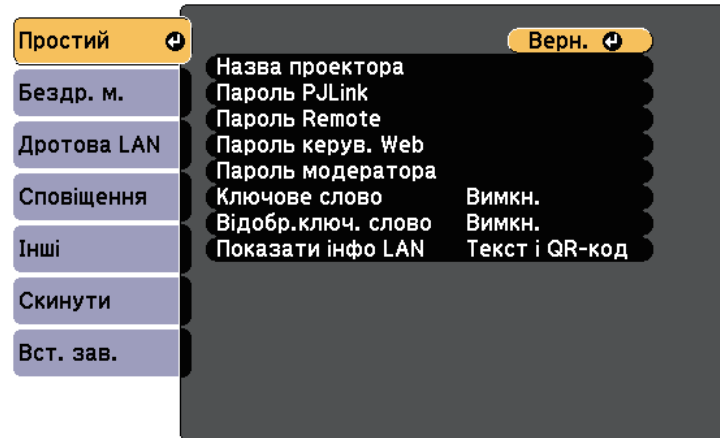 Простий
Бездр. м.
Дротова LAN
Сповіщення
Інші
Скинути
Вст. зав.
Верн.
Назва проектора
Пароль PJLink
Пароль Remote
Пароль керув. Web
Пароль модератора
Ключове слово Вимкн.
Відобр.ключ. слово Вимкн.
Показати інфо LAN Текст і QR-код